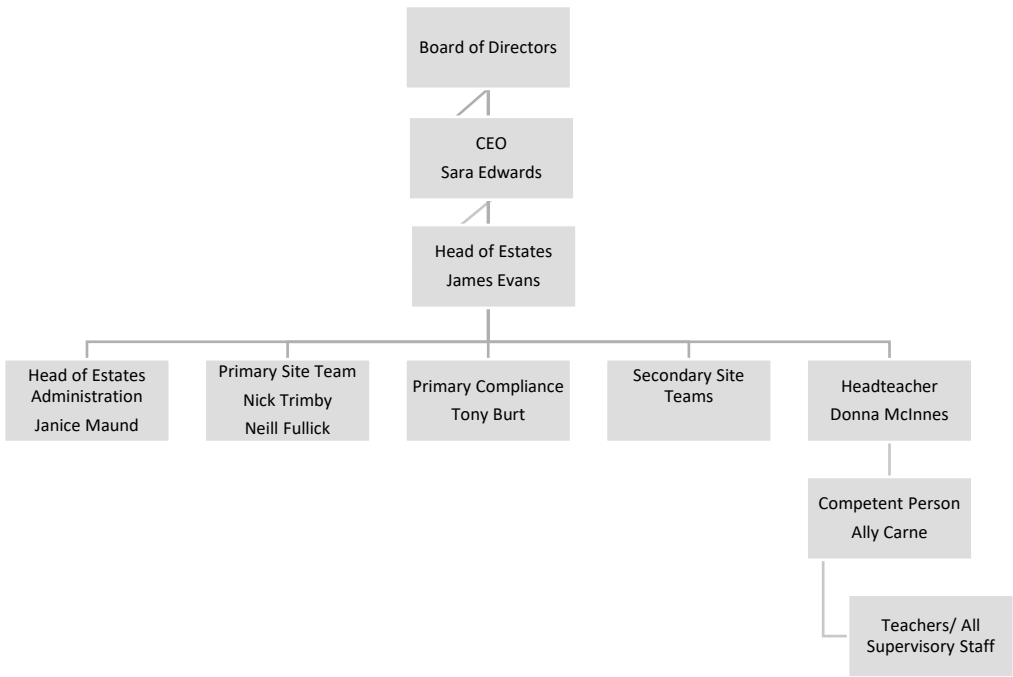 Board of Directors
CEO
Sara Edwards
Head of Estates
James Evans
Head of Estates
Administration
Janice Maund
Primary Site Team
Nick Trimby
Neill Fullick
Primary Compliance
Tony Burt
Secondary Site
Teams
Headteacher
Donna McInnes
Competent Person
Ally Carne
Teachers/ All
Supervisory Staff